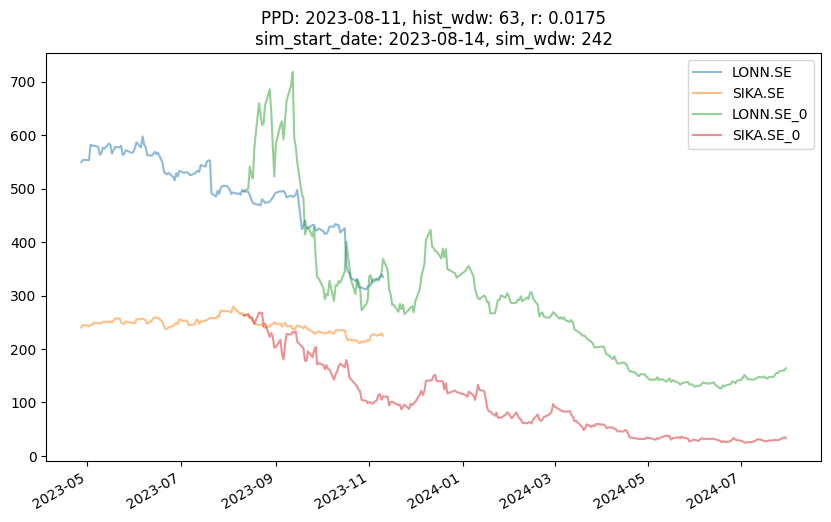 PPD: 2023-08-11, hist_wdw: 63, r: 0.0175
sim_start_date: 2023-08-14, sim_wdw: 242
LONN.SE
SIKA.SE
LONN.SE_0
SIKA.SE_0
700
600
500
400
300
200
100
0
2023-05
2023-07
2023-09
2023-11
2024-01
2024-03
2024-05
2024-07